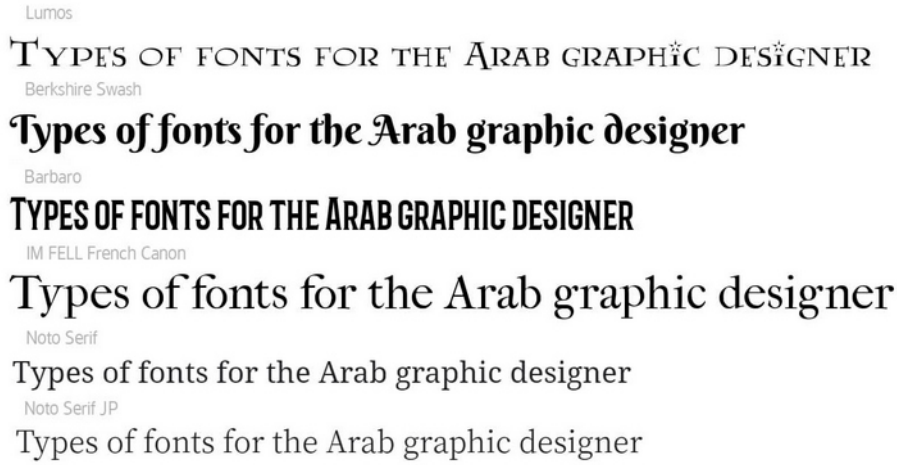 Lumos
Types of fonts for the Arab graphic designer
Berkshire Swash
Types of fonts for the Arab graphic designer
Barbaro
Types of fonts for the Arab graphic designer
IM FELL French Canon
Types of fonts for the Arab graphic designer
Noto Serif
Types of fonts for the Arab graphic designer
Noto Serif JP
Types of fonts for the Arab graphic designer